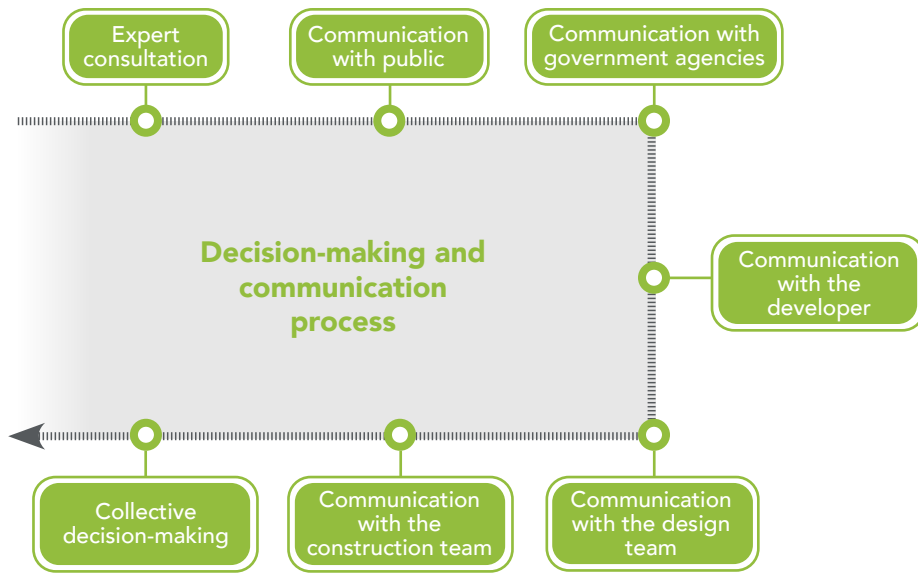 Expert
consultation
Communication
with public
Communication with
government agencies
Decision-making and
communication
process
Communication
with the
developer
Collective
decision-making
Communication
with the
construction team
Communication
with the design
team